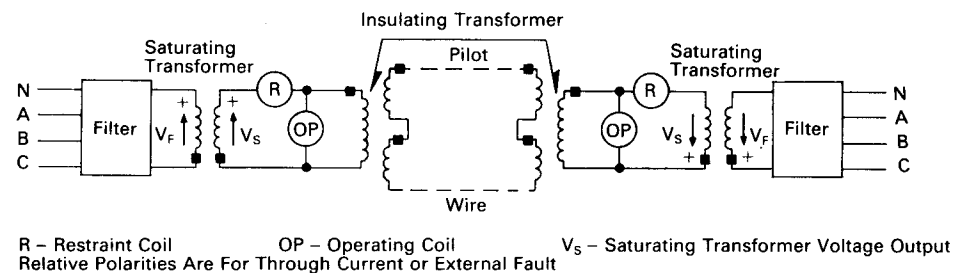 Insulating Transformer
Saturating
Transformer
Pilot
Saturating
Transformer
N
A
B
C
Filter
+
V_F
+
V_S
R
OP
Wire
OP
R
V_S
+
V_F
+
Filter
N
A
B
C
R – Restraint Coil OP – Operating Coil V_S – Saturating Transformer Voltage Output
Relative Polarities Are For Through Current or External Fault